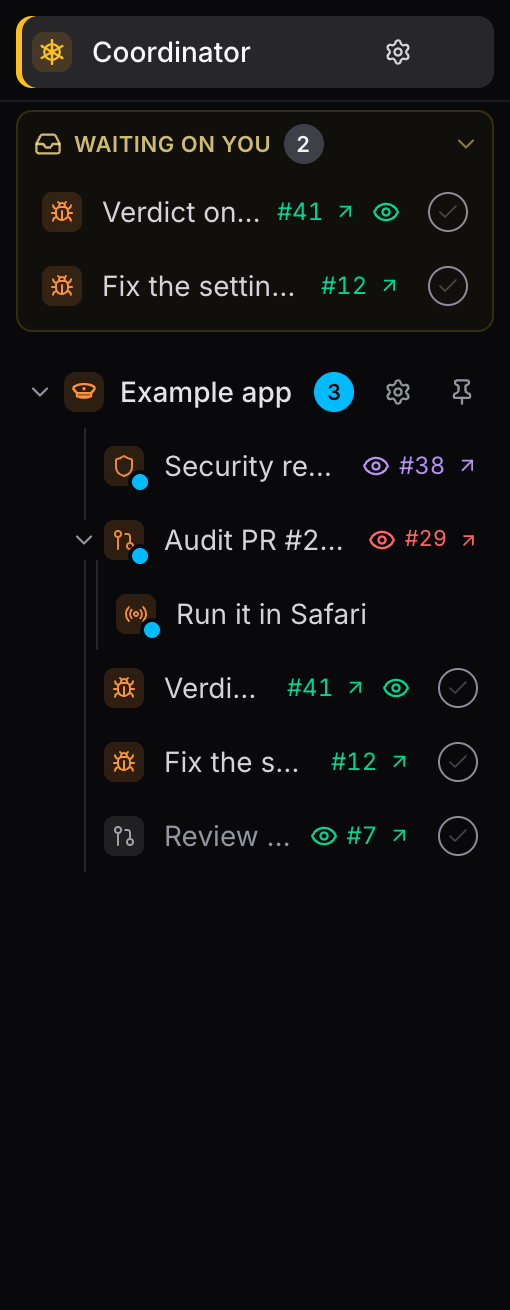 Coordinator
WAITING ON YOU 2
Verdict on... #41
Fix the settin... #12
Example app 3
Security re... #38
Audit PR #2... #29
Run it in Safari
Verdi... #41
Fix the s... #12
Review ... #7